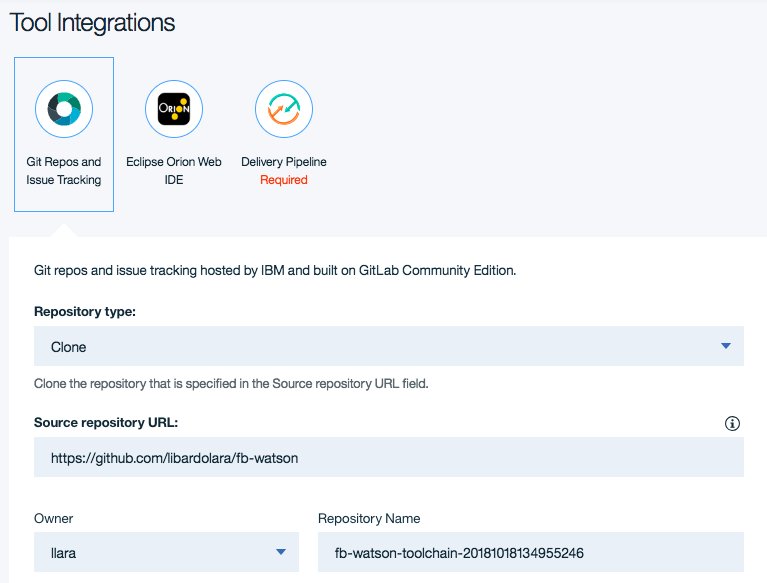 Tool Integrations
ORION
Git Repos and
Issue Tracking
Eclipse Orion Web
IDE
Delivery Pipeline
Required
Git repos and issue tracking hosted by IBM and built on GitLab Community Edition.
Repository type:
Clone
Clone the repository that is specified in the Source repository URL field.
Source repository URL:
https://github.com/libardolara/fb-watson
Owner
Repository Name
llara
fb-watson-toolchain-20181018134955246